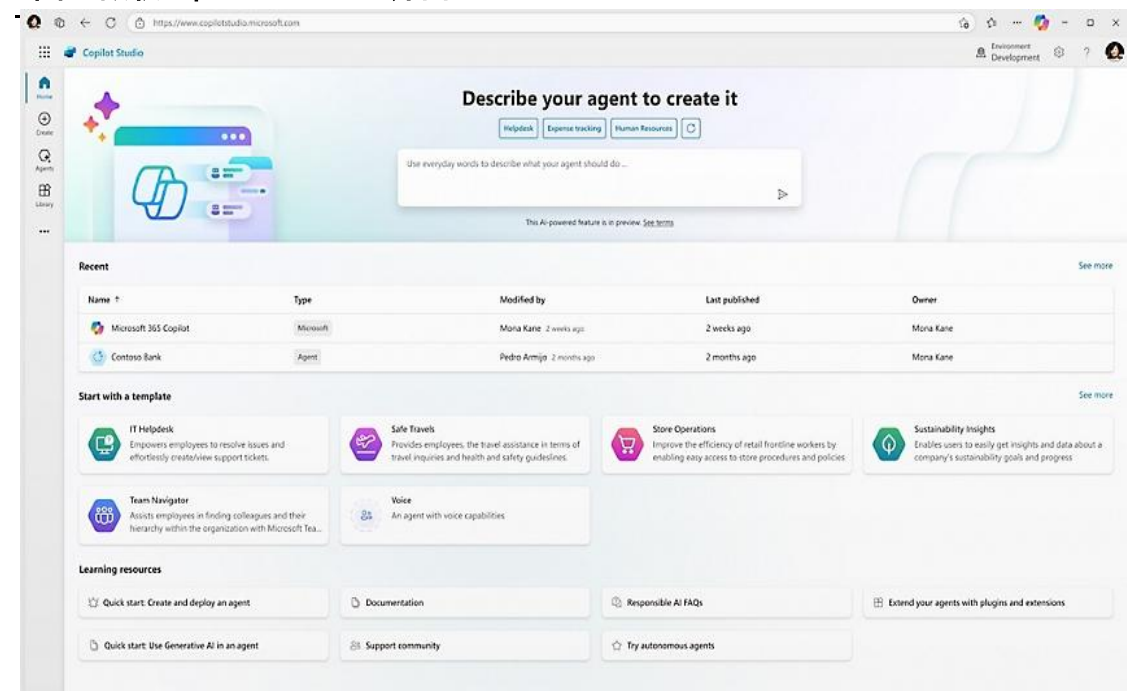 https://www.copilotstudio.microsoft.com
Copilot Studio
Environment
Development
?
Home
Create
Agents
Library
Describe your agent to create it
Helpdesk
Expense tracking
Human Resources
Use everyday words to describe what your agent should do ...
This AI-powered feature is in preview. See terms
Recent
See more
Name ↑ Type Modified by Last published Owner
Microsoft 365 Copilot Microsoft Mona Kane 2 weeks ago 2 weeks ago Mona Kane
Contoso Bank Agent Pedro Armijo 2 months ago 2 months ago Mona Kane
Start with a template
See more
IT Helpdesk
Empowers employees to resolve issues and
effortlessly create/view support tickets.
Safe Travels
Provides employees, the travel assistance in terms of
travel inquiries and health and safety guideslines.
Store Operations
Improve the efficiency of retail frontline workers by
enabling easy access to store procedures and policies
Sustainability Insights
Enables users to easily get insights and data about a
company's sustainability goals and progress
Team Navigator
Assists employees in finding colleagues and their
hierarchy within the organization with Microsoft Tea...
Voice
An agent with voice capabilities
Learning resources
Quick start: Create and deploy an agent
Documentation
Responsible AI FAQs
Extend your agents with plugins and extensions
Quick start: Use Generative AI in an agent
Support community
Try autonomous agents